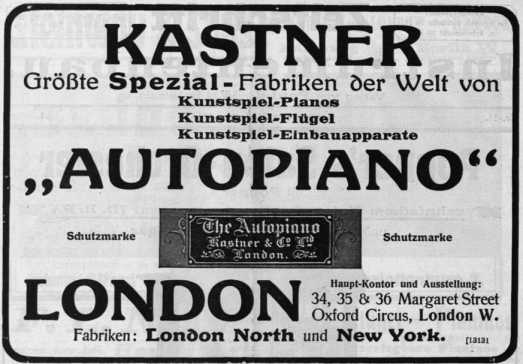 KASTNER
Größte Spezial-Fabriken der Welt von
Kunstspiel-Pianos
Kunstspiel-Flügel
Kunstspiel-Einbauapparate
„AUTOPIANO“
Schutzmarke
The Autopiano
Kastner & Co Ltd
London.
Schutzmarke
LONDON
Haupt-Kontor und Ausstellung:
34, 35 & 36 Margaret Street
Oxford Circus, London W.
Fabriken: London North und New York.
[1313]